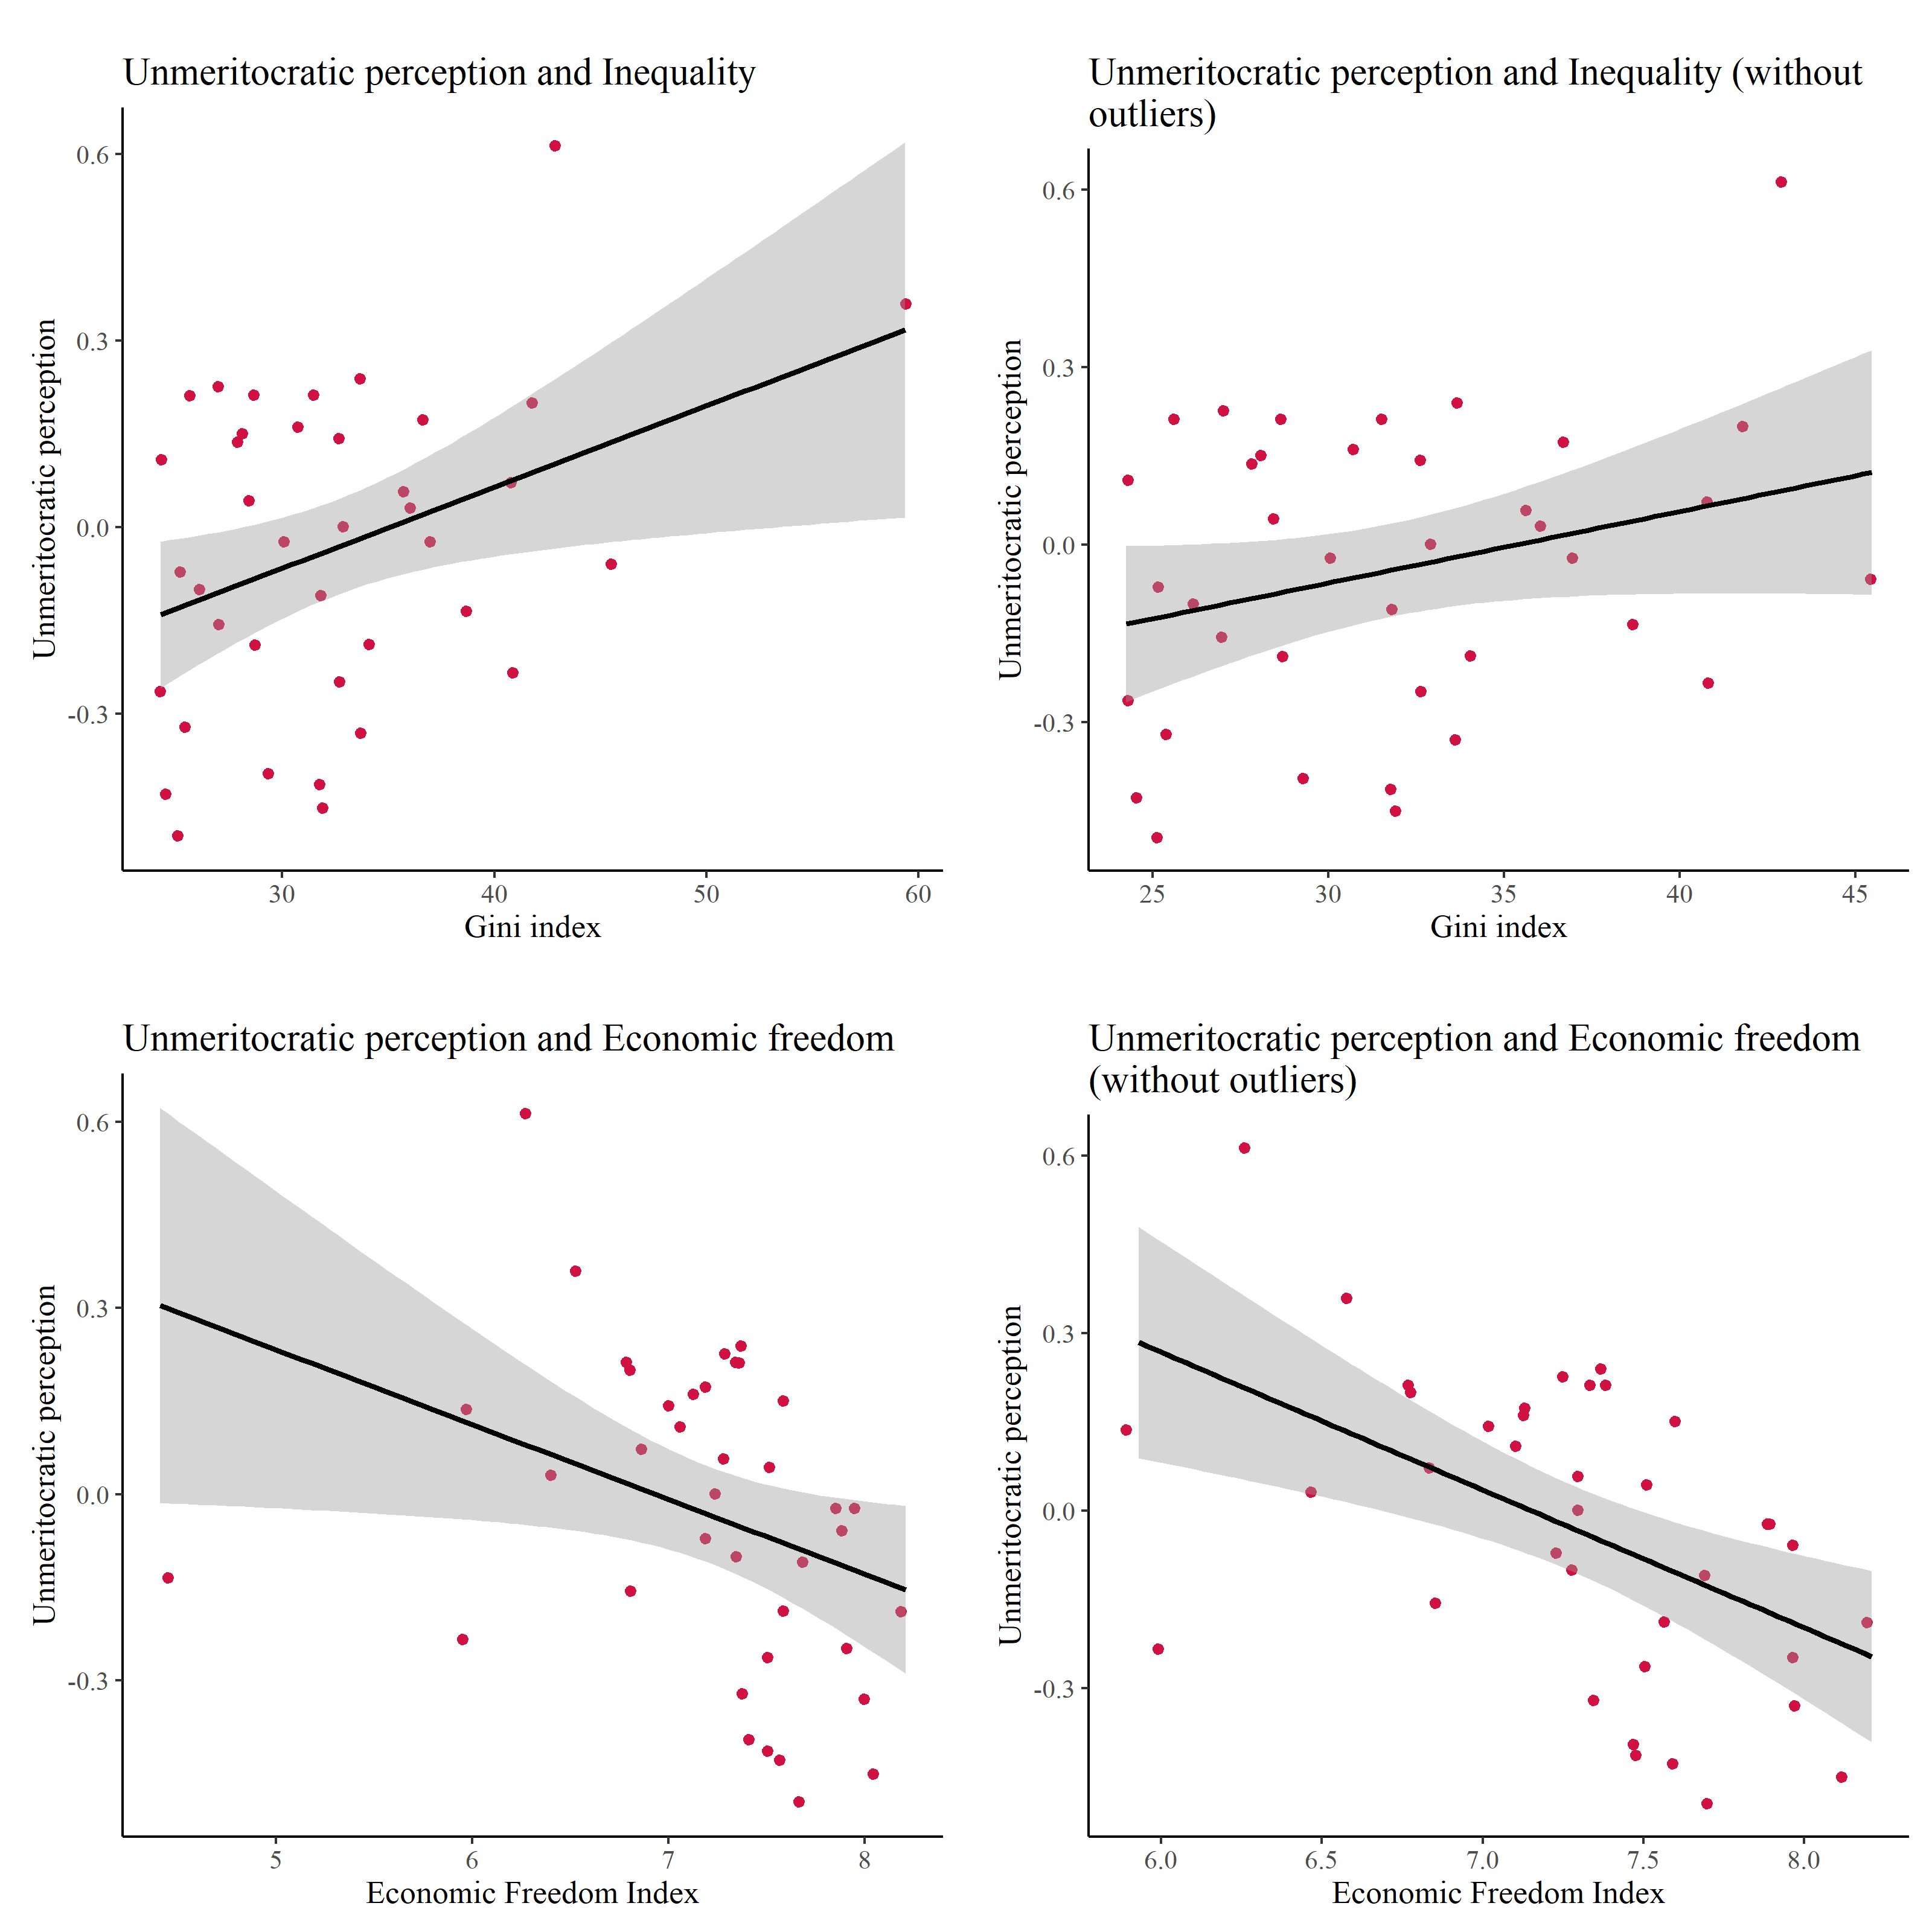 Unmeritocratic perception and Inequality
0.6
0.3
0.0
-0.3
Unmeritocratic perception
30 40 50 60
Gini index
Unmeritocratic perception and Inequality (without
outliers)
0.6
0.3
0.0
-0.3
Unmeritocratic perception
25 30 35 40 45
Gini index
Unmeritocratic perception and Economic freedom
0.6
0.3
0.0
-0.3
Unmeritocratic perception
5 6 7 8
Economic Freedom Index
Unmeritocratic perception and Economic freedom
(without outliers)
0.6
0.3
0.0
-0.3
Unmeritocratic perception
6.0 6.5 7.0 7.5 8.0
Economic Freedom Index